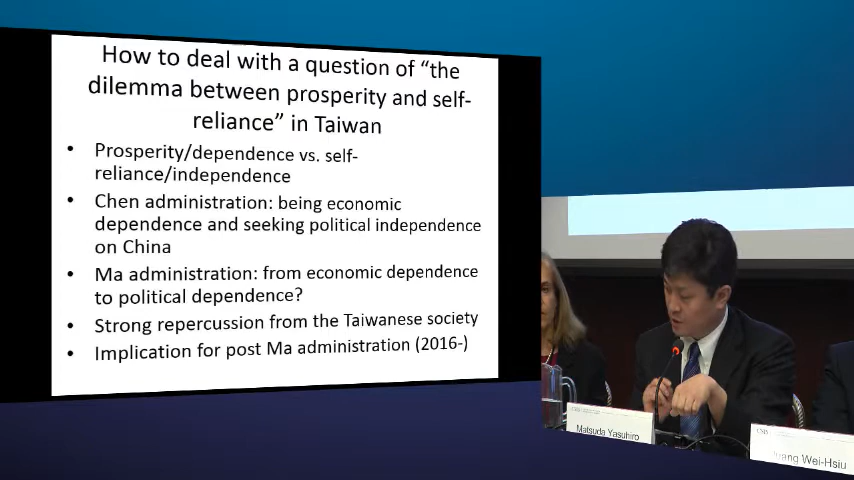 How to deal with a question of “the
dilemma between prosperity and self-
reliance” in Taiwan
• Prosperity/dependence vs. self-
reliance/independence
• Chen administration: being economic
dependence and seeking political independence
on China
• Ma administration: from economic dependence
to political dependence?
• Strong repercussion from the Taiwanese society
• Implication for post Ma administration (2016-)
Matsuda Yasuhiro
Wei-Hsiu